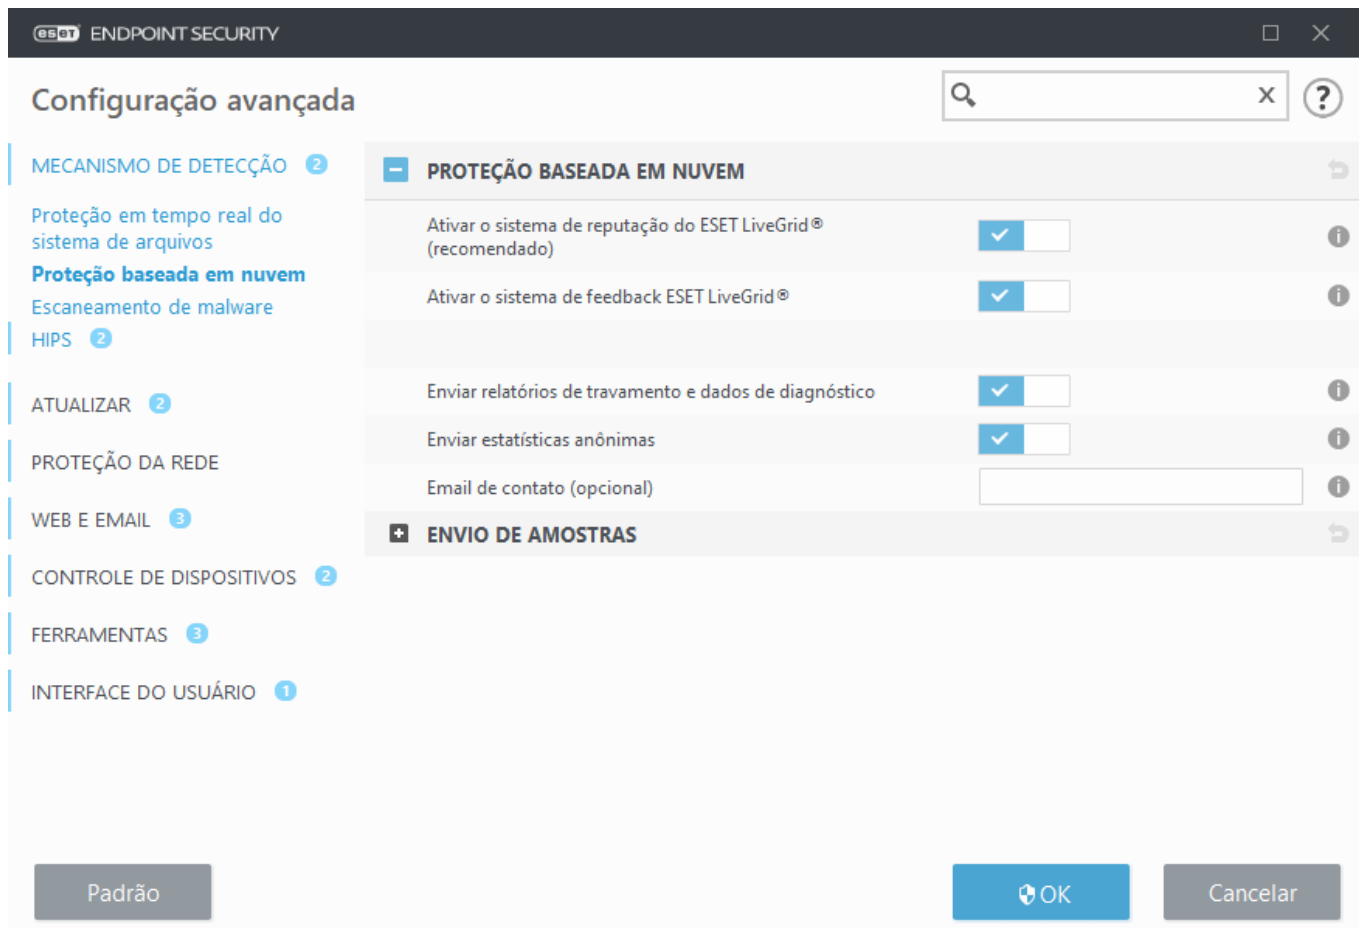 eset ENDPOINT SECURITY
Configuração avançada
X
?
MECANISMO DE DETECÇÃO 2
Proteção em tempo real do
sistema de arquivos
Proteção baseada em nuvem
Escaneamento de malware
HIPS 2
ATUALIZAR 2
PROTEÇÃO DA REDE
WEB E EMAIL 3
CONTROLE DE DISPOSITIVOS 2
FERRAMENTAS 3
INTERFACE DO USUÁRIO 1
PROTEÇÃO BASEADA EM NUVEM
Ativar o sistema de reputação do ESET LiveGrid®
(recomendado)
Ativar o sistema de feedback ESET LiveGrid®
Enviar relatórios de travamento e dados de diagnóstico
Enviar estatísticas anônimas
Email de contato (opcional)
ENVIO DE AMOSTRAS
Padrão
OK
Cancelar